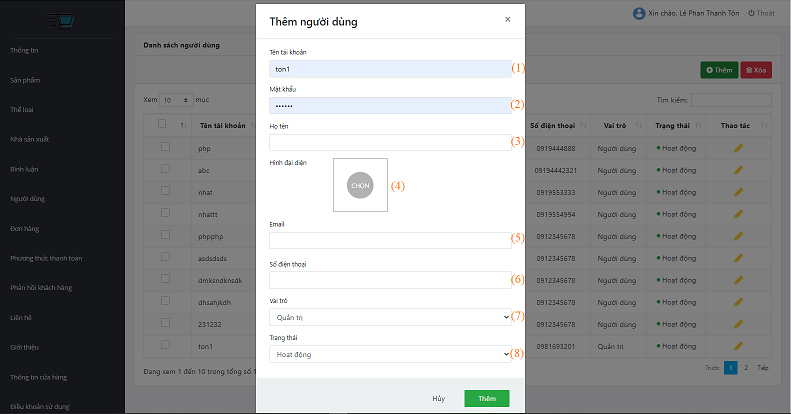 Xin chào, Lê Phan Thanh Tôn Thoát
Thông tin
Sản phẩm
Thể loại
Nhà sản xuất
Bình luận
Người dùng
Đơn hàng
Phương thức thanh toán
Phản hồi khách hàng
Liên hệ
Giới thiệu
Thông tin cửa hàng
Điều khoản sử dụng
Danh sách người dùng
Thêm Xóa
Xem 10 mục
Tìm kiếm:
Tên tài khoản Số điện thoại Vai trò Trạng thái Thao tác
php 0919444888 Người dùng Hoạt động
abc 09194442321 Người dùng Hoạt động
nhat 0919553333 Người dùng Hoạt động
nhattt 0919554994 Người dùng Hoạt động
phpphp 0912345678 Người dùng Hoạt động
asdsdsds 0912345678 Người dùng Hoạt động
dmksndknsdk 0912345678 Người dùng Hoạt động
dhsahjkdh 0912345678 Người dùng Hoạt động
231232 0912345678 Người dùng Hoạt động
ton1 0981693201 Quản trị Hoạt động
Đang xem 1 đến 10 trong tổng số 1
Trước 1 2 Tiếp
Thêm người dùng ×
Tên tài khoản
ton1 (1)
Mật khẩu
•••••• (2)
Họ tên
(3)
Hình đại diện
CHỌN (4)
Email
(5)
Số điện thoại
(6)
Vai trò
Quản trị (7)
Trạng thái
Hoạt động (8)
Hủy Thêm